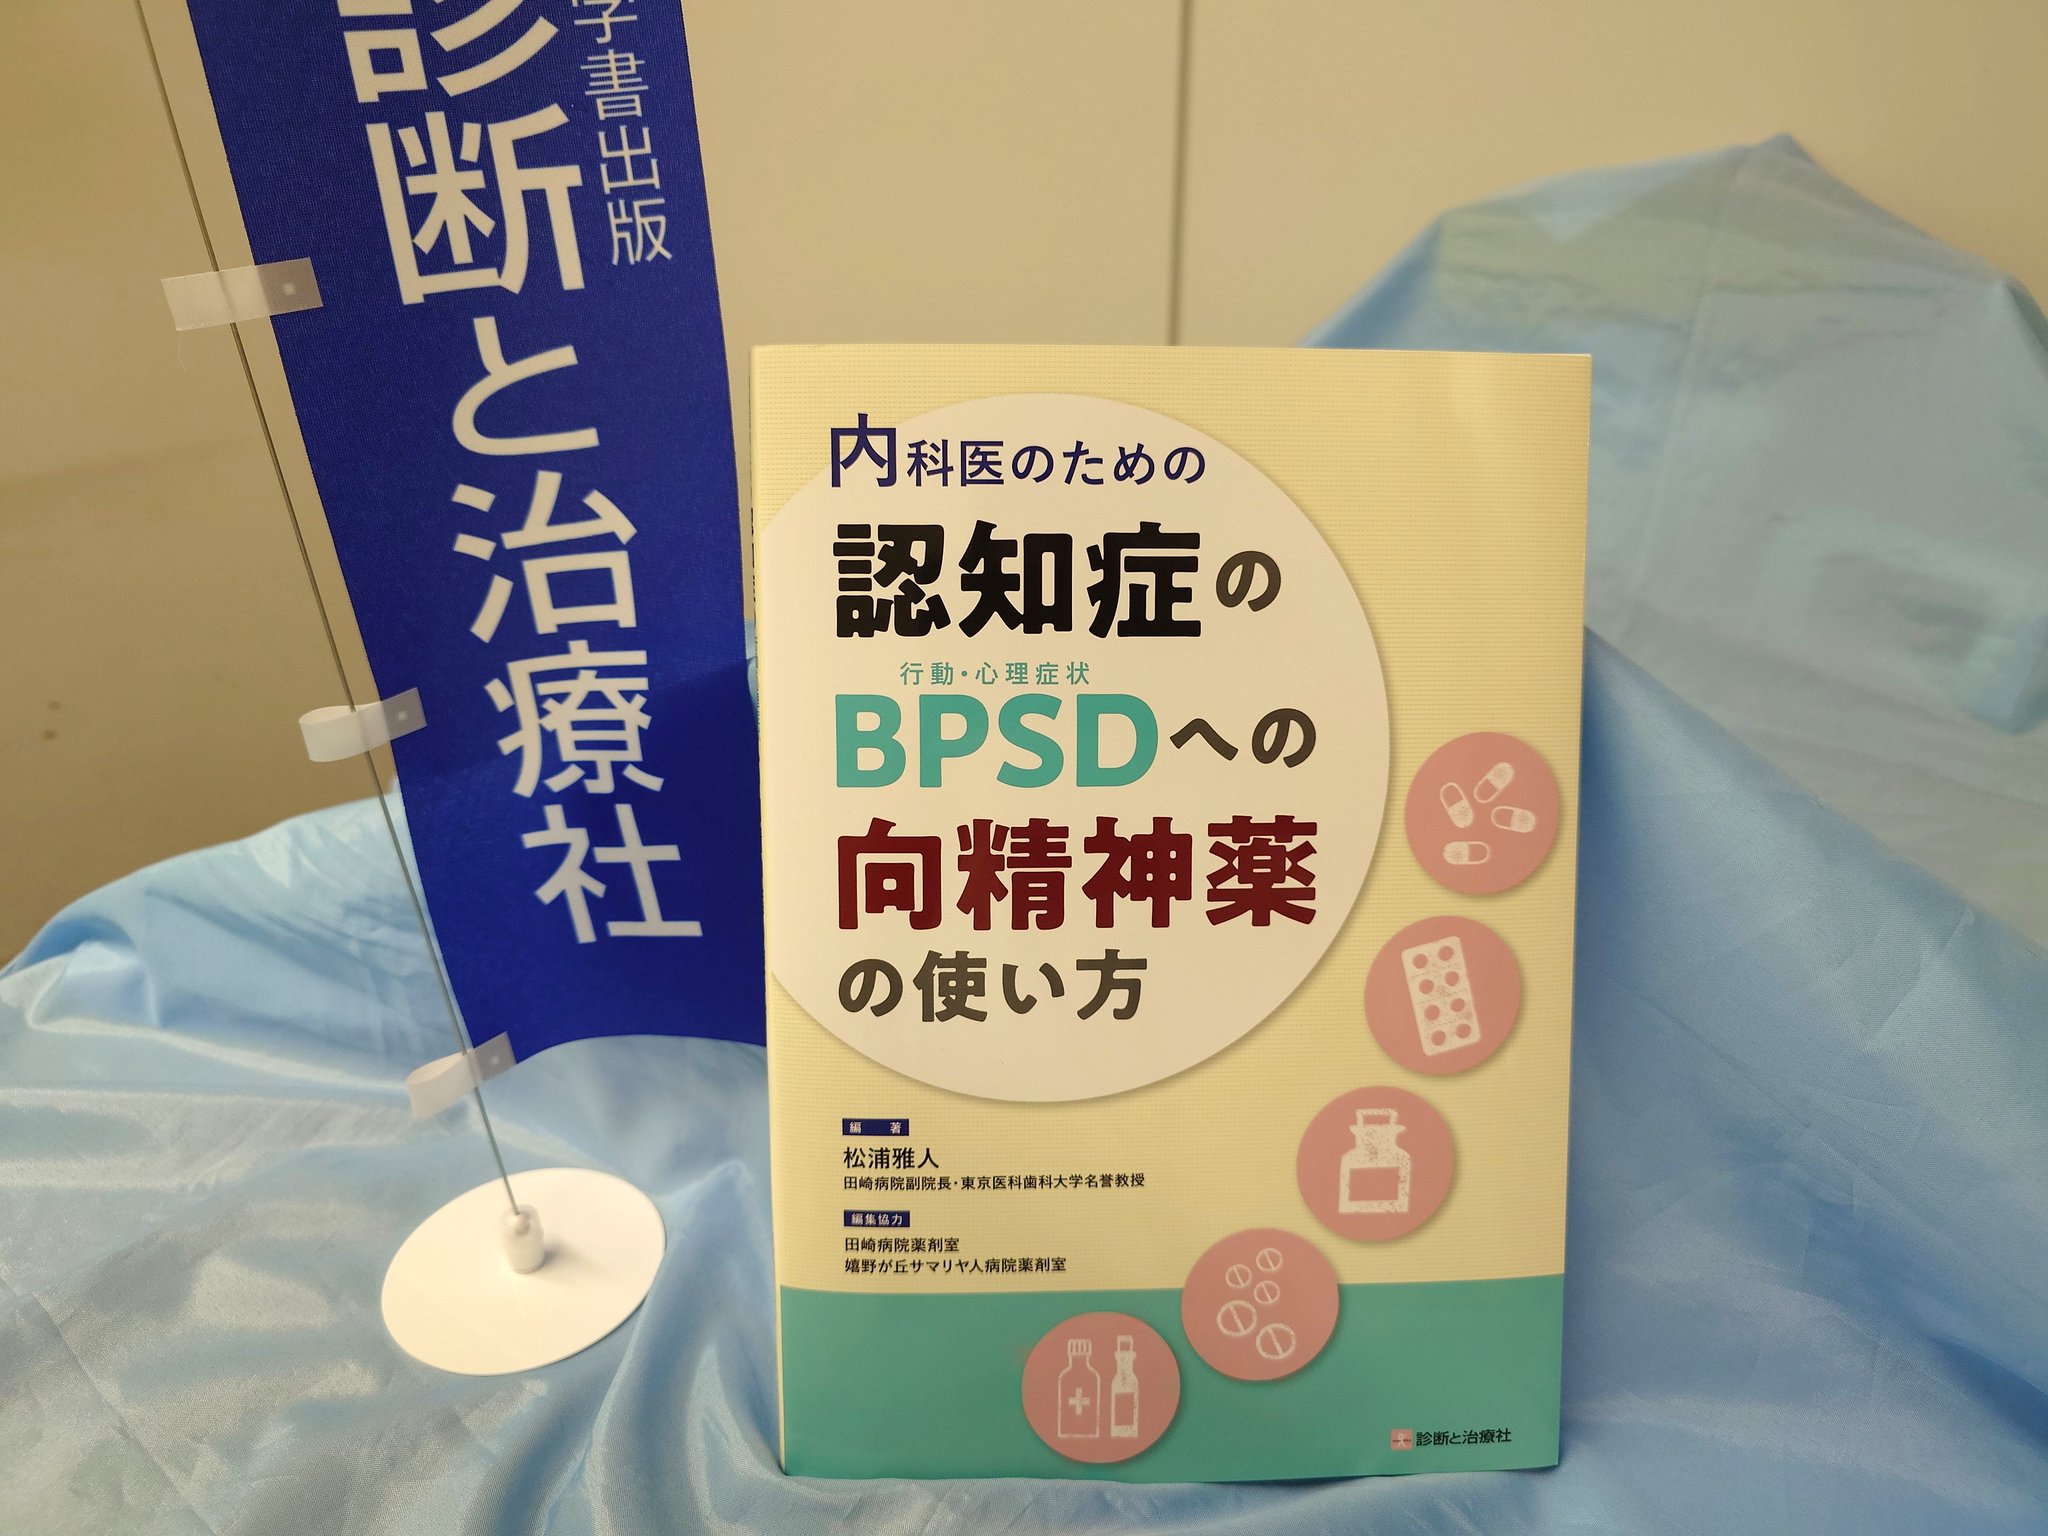 学書出版
診断と治療社
内科医のための
認知症の
行動・心理症状
BPSDへの
向精神薬
の使い方
編著
松浦雅人
田崎病院副院長・東京医科歯科大学名誉教授
編集協力
田崎病院薬剤室
嬉野が丘サマリヤ人病院薬剤室
診断と治療社